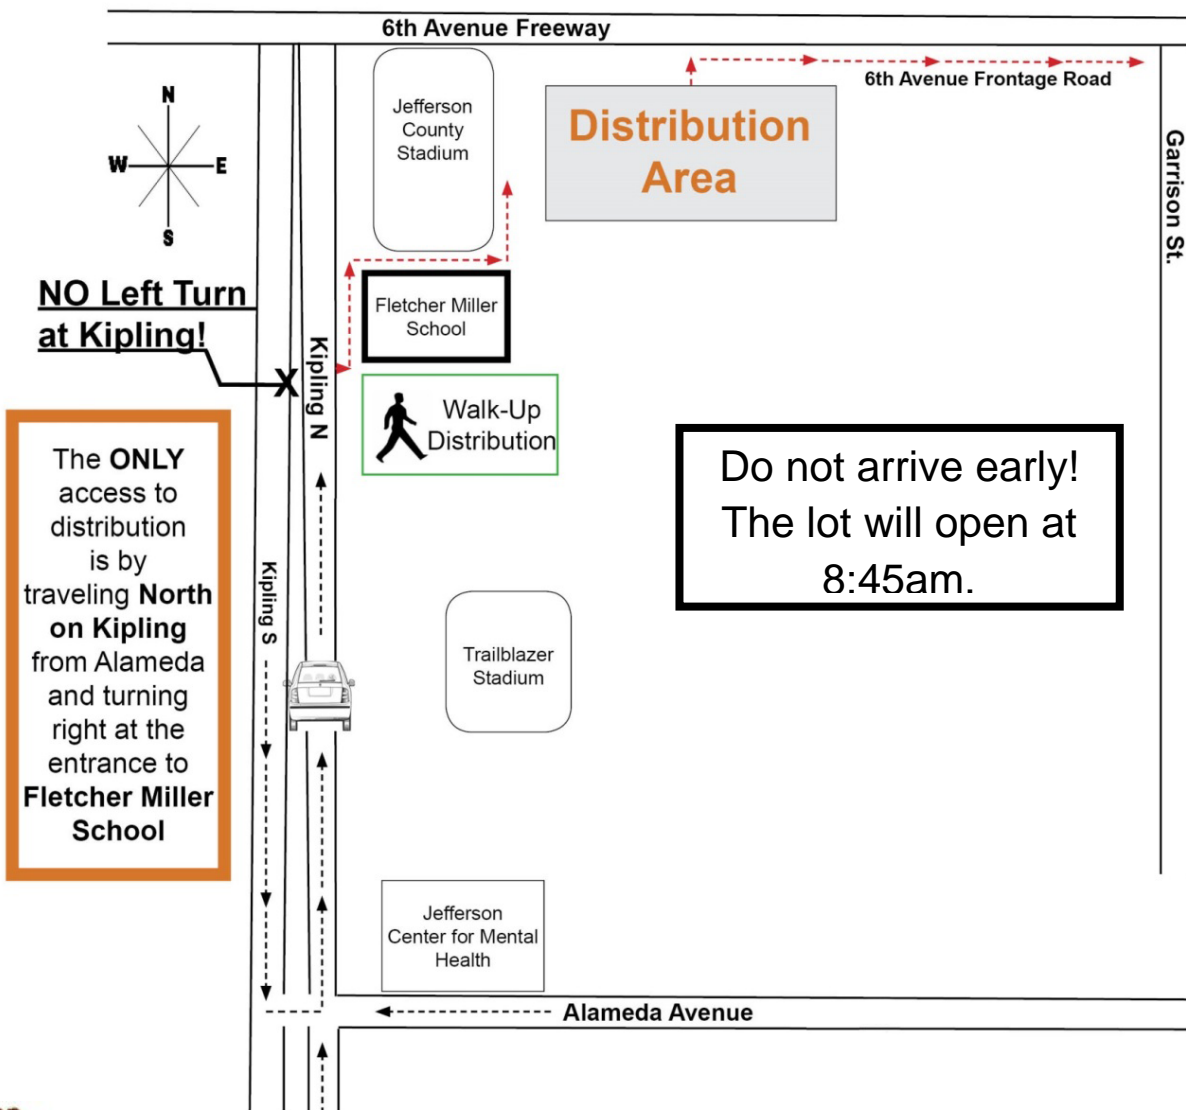 6th Avenue Freeway
6th Avenue Frontage Road
Garrison St.
N
W
E
S
Jefferson
County
Stadium
Distribution
Area
NO Left Turn
at Kipling!
X
Fletcher Miller
School
Kipling N
Walk-Up
Distribution
The ONLY
access to
distribution
is by
traveling North
on Kipling
from Alameda
and turning
right at the
entrance to
Fletcher Miller
School
Do not arrive early!
The lot will open at
8:45am.
Kipling S
Trailblazer
Stadium
Jefferson
Center for Mental
Health
Alameda Avenue